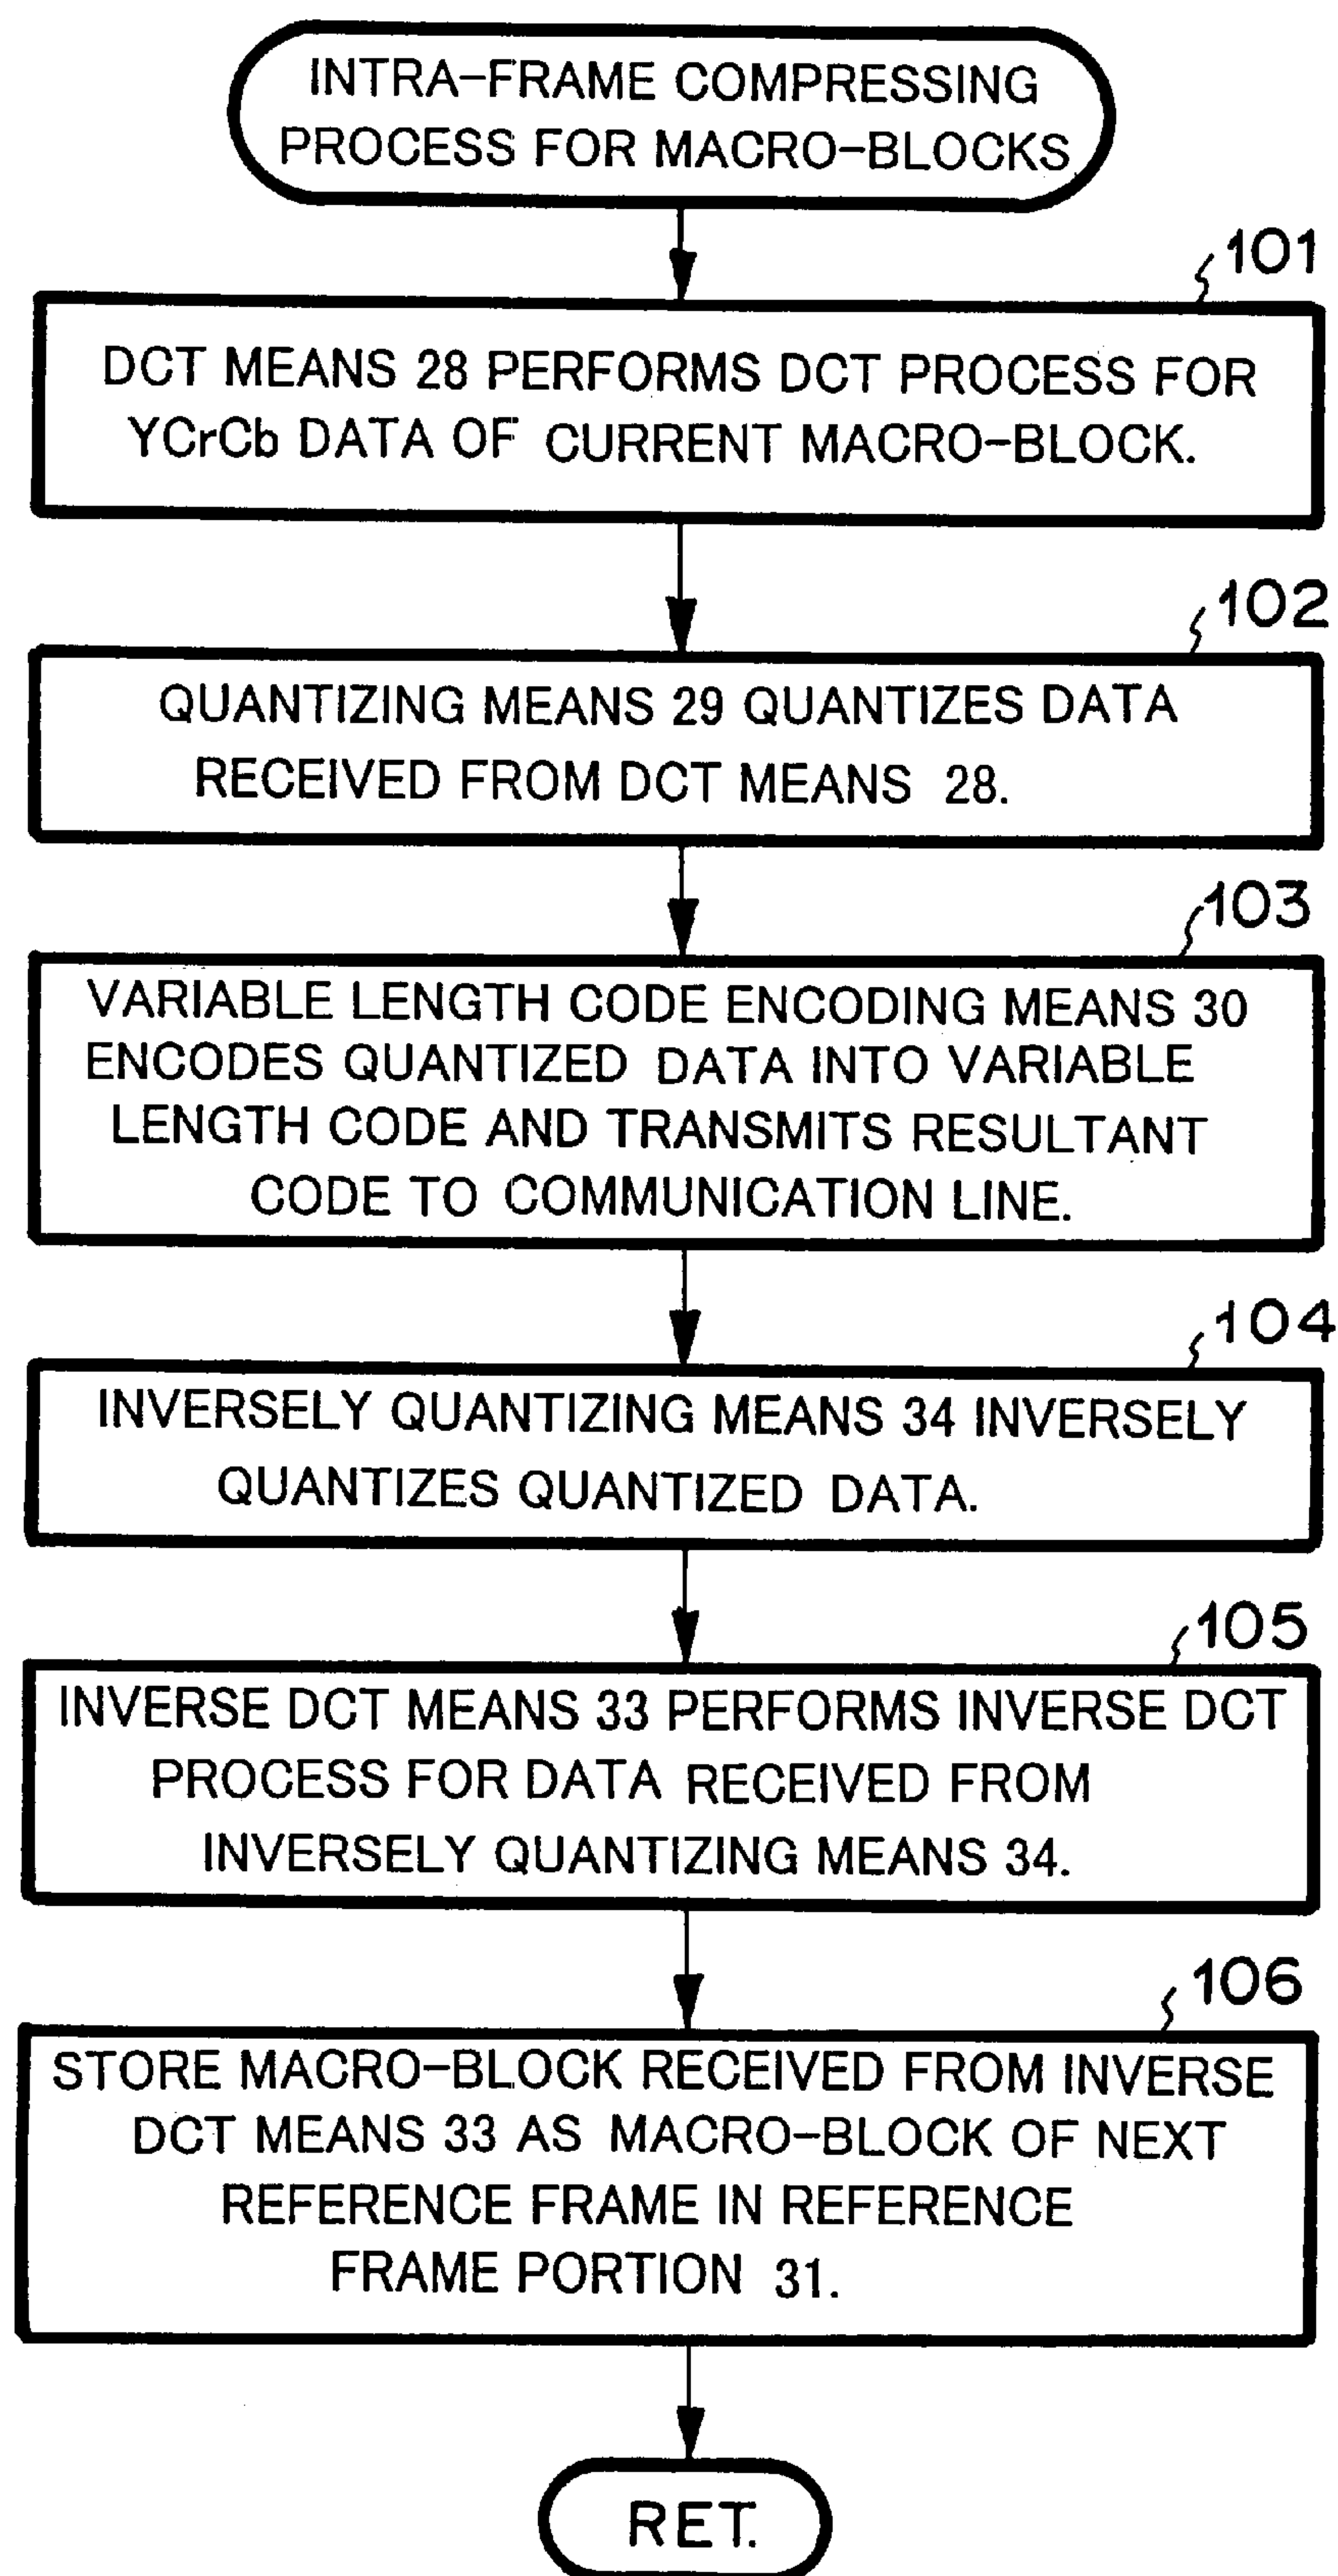 INTRA-FRAME COMPRESSING
PROCESS FOR MACRO-BLOCKS
101
DCT MEANS 28 PERFORMS DCT PROCESS FOR
YCrCb DATA OF CURRENT MACRO-BLOCK.
102
QUANTIZING MEANS 29 QUANTIZES DATA
RECEIVED FROM DCT MEANS 28.
103
VARIABLE LENGTH CODE ENCODING MEANS 30
ENCODES QUANTIZED DATA INTO VARIABLE
LENGTH CODE AND TRANSMITS RESULTANT
CODE TO COMMUNICATION LINE.
104
INVERSELY QUANTIZING MEANS 34 INVERSELY
QUANTIZES QUANTIZED DATA.
105
INVERSE DCT MEANS 33 PERFORMS INVERSE DCT
PROCESS FOR DATA RECEIVED FROM
INVERSELY QUANTIZING MEANS 34.
106
STORE MACRO-BLOCK RECEIVED FROM INVERSE
DCT MEANS 33 AS MACRO-BLOCK OF NEXT
REFERENCE FRAME IN REFERENCE
FRAME PORTION 31.
RET.